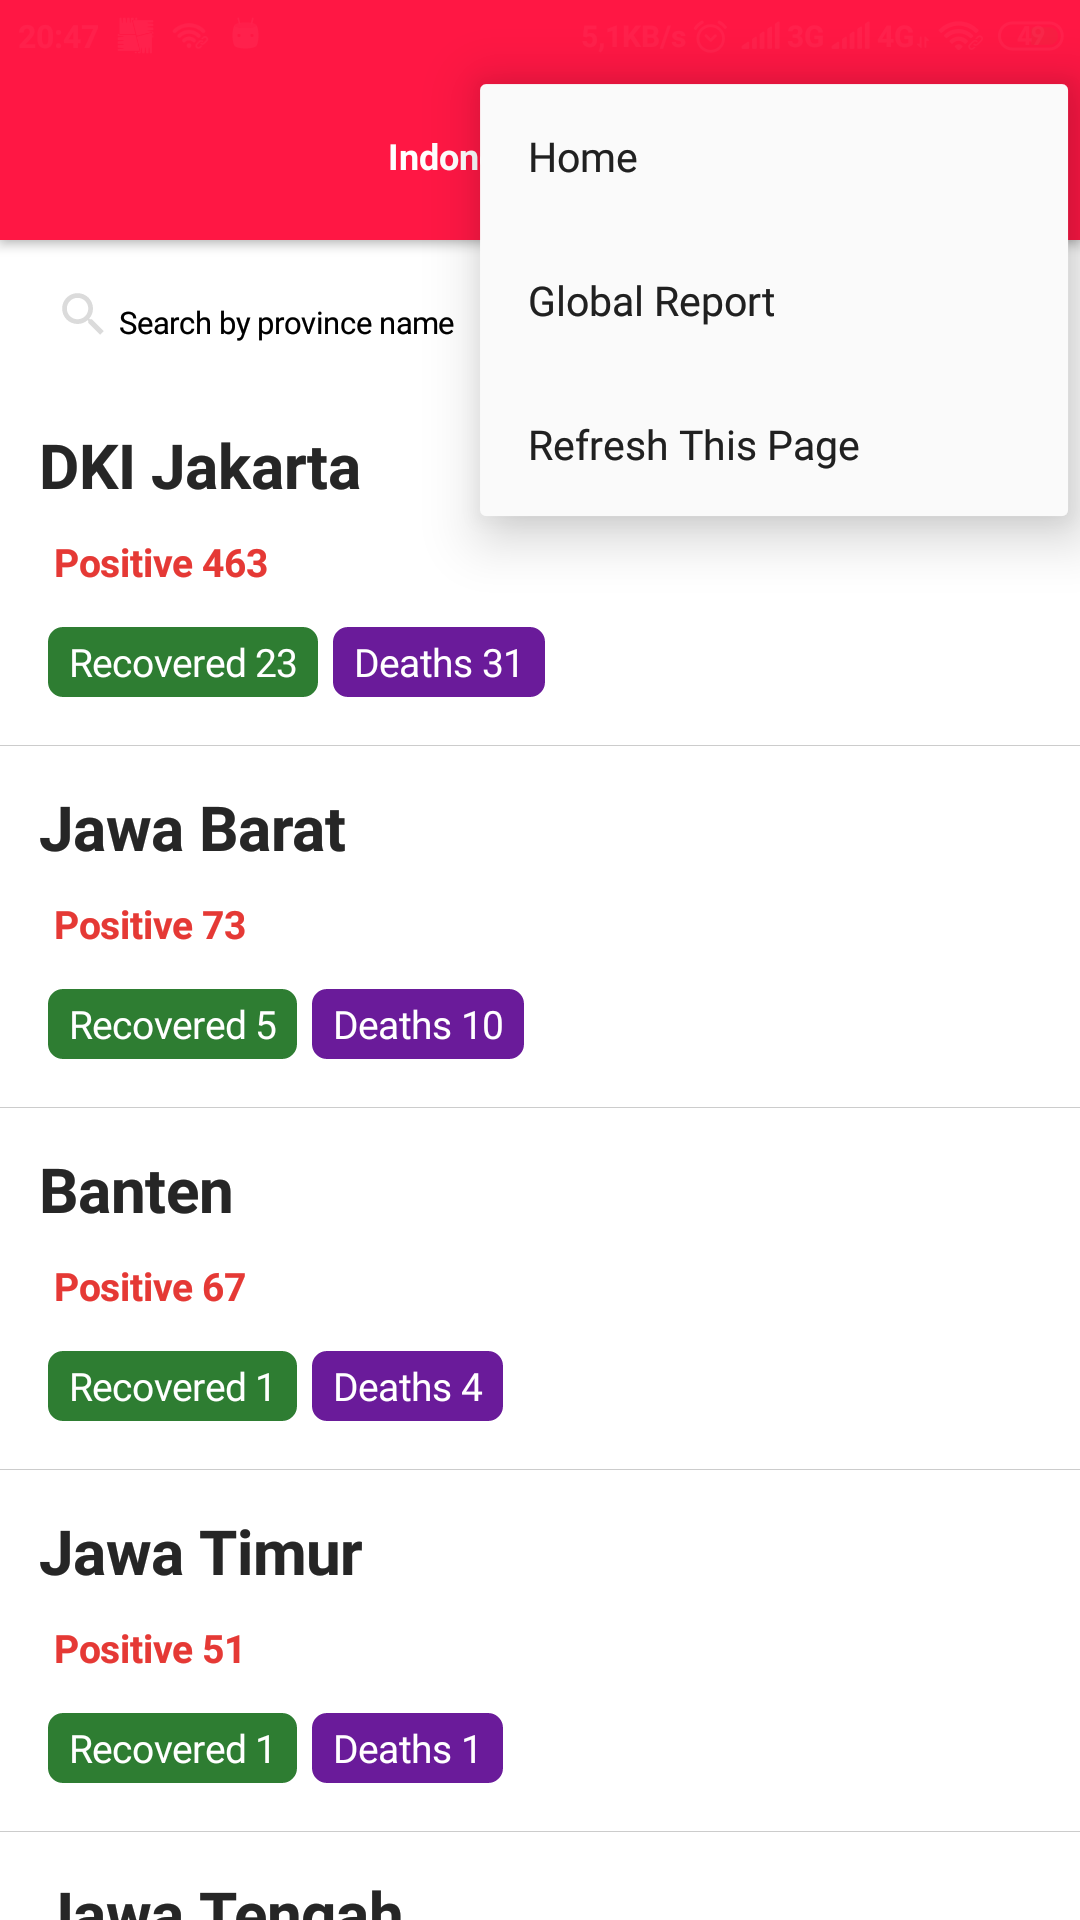 20:47 5,1KB/s 3G 4G 49
Indon
Home
Global Report
Refresh This Page
Search by province name
DKI Jakarta
Positive 463
Recovered 23 Deaths 31
Jawa Barat
Positive 73
Recovered 5 Deaths 10
Banten
Positive 67
Recovered 1 Deaths 4
Jawa Timur
Positive 51
Recovered 1 Deaths 1
Jawa Tengah